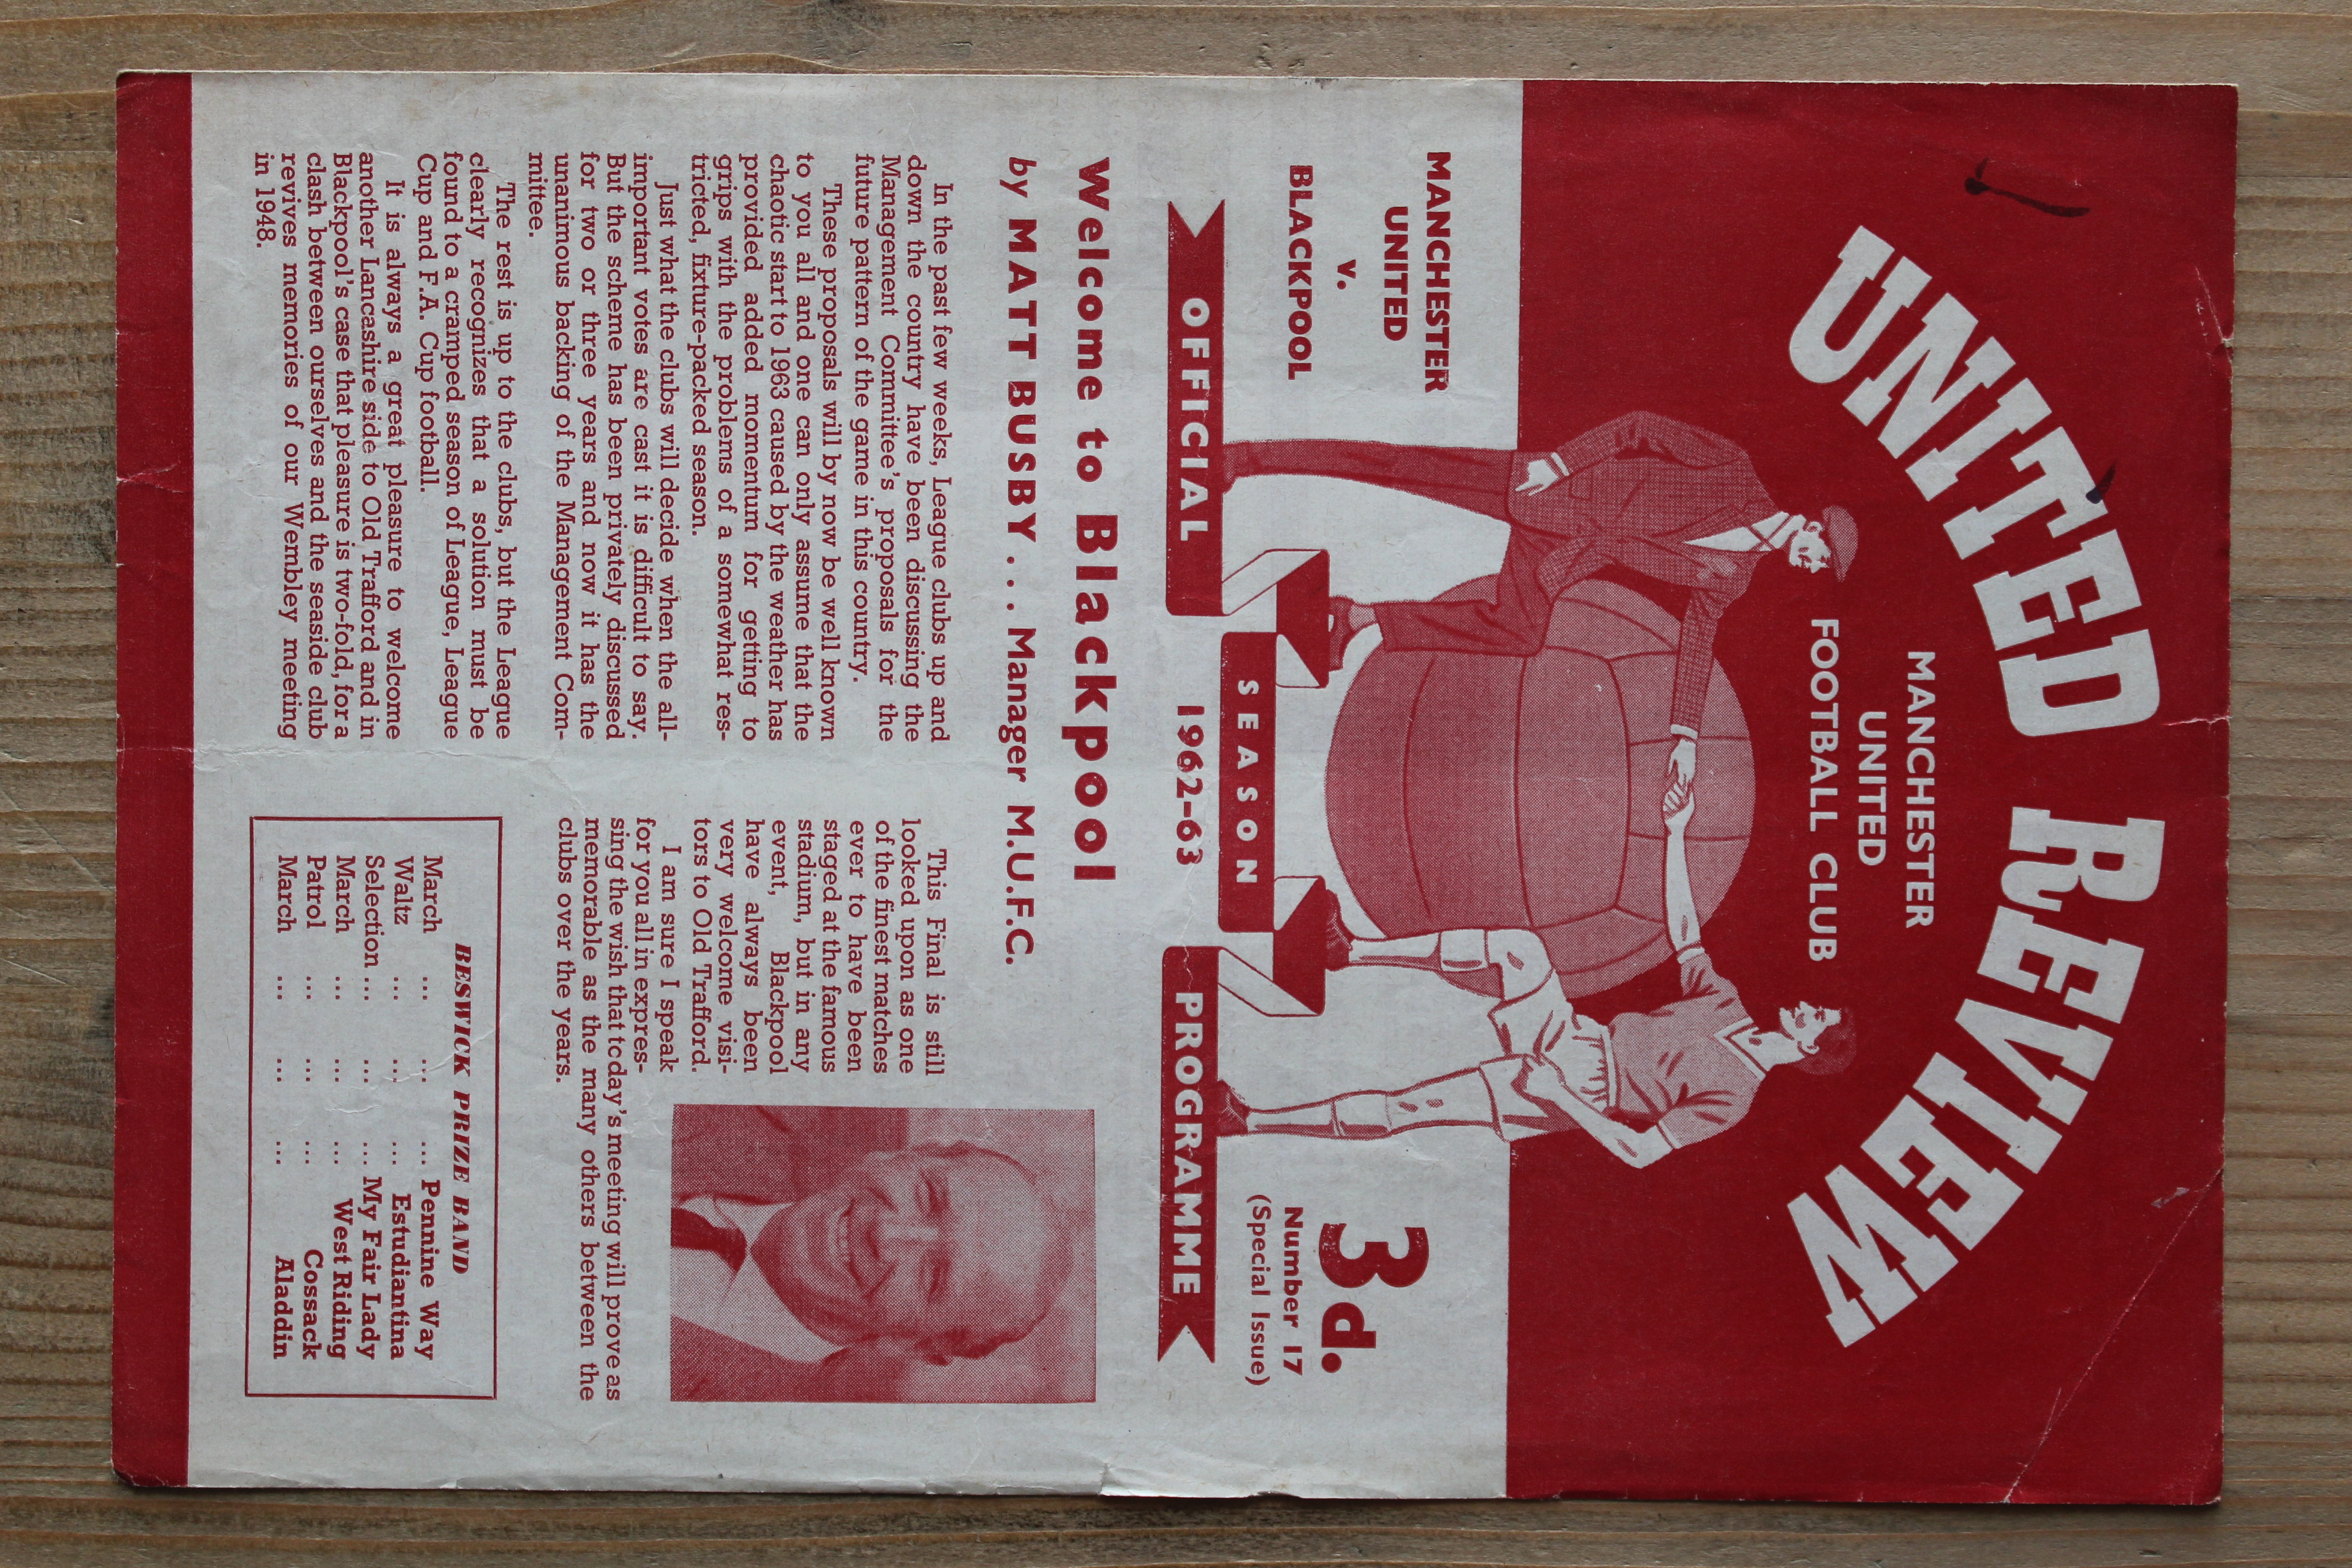 UNITED REVIEW
MANCHESTER
UNITED
FOOTBALL CLUB
MANCHESTER
UNITED
v.
BLACKPOOL
3d.
Number 17
(Special Issue)
OFFICIAL
SEASON
1962-63
PROGRAMME
Welcome to Blackpool
by MATT BUSBY . . . Manager M.U.F.C.
In the past few weeks, League clubs up and
down the country have been discussing the
Management Committee's proposals for the
future pattern of the game in this country.
These proposals will by now be well known
to you all and one can only assume that the
chaotic start to 1963 caused by the weather has
provided added momentum for getting to
grips with the problems of a somewhat res-
tricted, fixture-packed season.
Just what the clubs will decide when the all-
important votes are cast it is difficult to say.
But the scheme has been privately discussed
for two or three years and now it has the
unanimous backing of the Management Com-
mittee.
The rest is up to the clubs, but the League
clearly recognizes that a solution must be
found to a cramped season of League, League
Cup and F.A. Cup football.
It is always a great pleasure to welcome
another Lancashire side to Old Trafford and in
Blackpool's case that pleasure is two-fold, for a
clash between ourselves and the seaside club
revives memories of our Wembley meeting
in 1948.
This Final is still
looked upon as one
of the finest matches
ever to have been
staged at the famous
stadium, but in any
event, Blackpool
have always been
very welcome visi-
tors to Old Trafford.
I am sure I speak
for you all in expres-
sing the wish that today's meeting will prove as
memorable as the many others between the
clubs over the years.
BESWICK PRIZE BAND
March ... ... ... Pennine Way
Waltz ... ... ... Estudiantina
Selection ... ... ... My Fair Lady
March ... ... ... West Riding
Patrol ... ... ... Cossack
March ... ... ... Aladdin